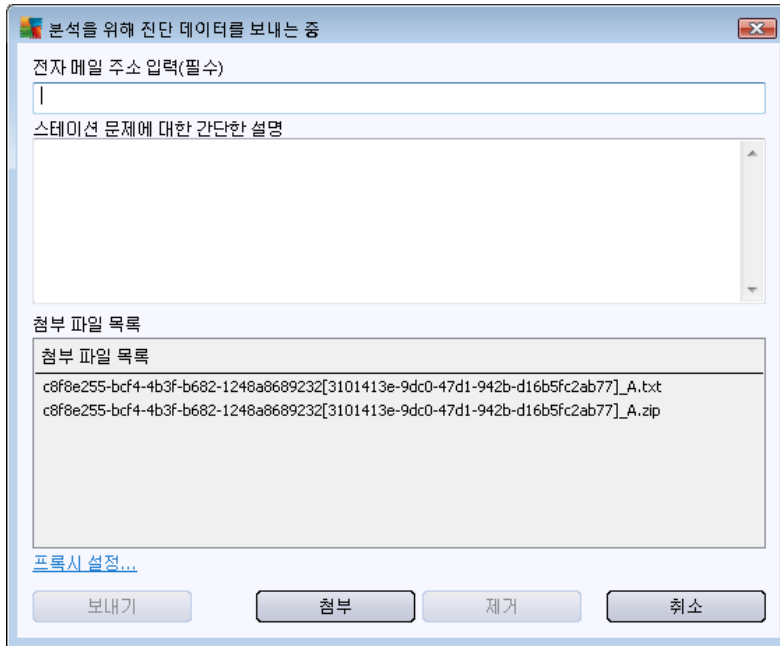 분석을 위해 진단 데이터를 보내는 중
전자 메일 주소 입력(필수)
스테이션 문제에 대한 간단한 설명
첨부 파일 목록
첨부 파일 목록
c8f8e255-bcf4-4b3f-b682-1248a8689232[3101413e-9dc0-47d1-942b-d16b5fc2ab77]_A.txt
c8f8e255-bcf4-4b3f-b682-1248a8689232[3101413e-9dc0-47d1-942b-d16b5fc2ab77]_A.zip
프록시 설정...
보내기 첨부 제거 취소